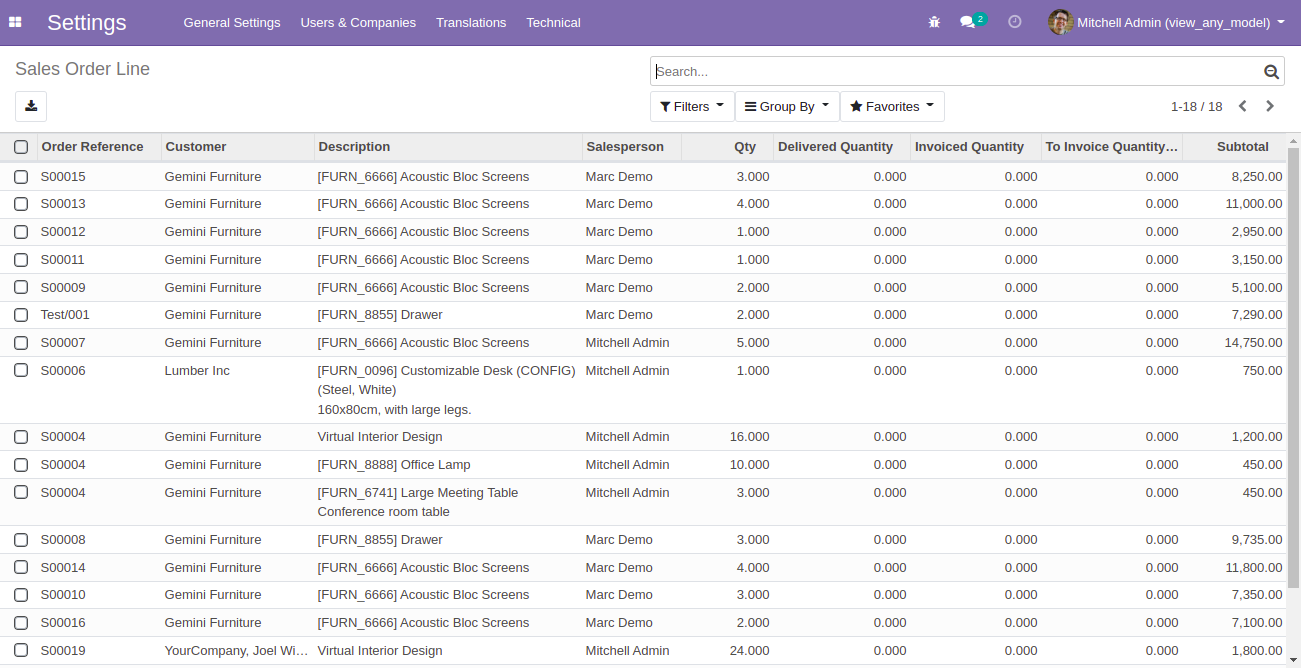 Settings General Settings Users & Companies Translations Technical 2 Mitchell Admin (view_any_model)
Sales Order Line Search...
Filters Group By Favorites 1-18 / 18
Order Reference Customer Description Salesperson Qty Delivered Quantity Invoiced Quantity To Invoice Quantity... Subtotal
S00015 Gemini Furniture [FURN_6666] Acoustic Bloc Screens Marc Demo 3.000 0.000 0.000 0.000 8,250.00
S00013 Gemini Furniture [FURN_6666] Acoustic Bloc Screens Marc Demo 4.000 0.000 0.000 0.000 11,000.00
S00012 Gemini Furniture [FURN_6666] Acoustic Bloc Screens Marc Demo 1.000 0.000 0.000 0.000 2,950.00
S00011 Gemini Furniture [FURN_6666] Acoustic Bloc Screens Marc Demo 1.000 0.000 0.000 0.000 3,150.00
S00009 Gemini Furniture [FURN_6666] Acoustic Bloc Screens Marc Demo 2.000 0.000 0.000 0.000 5,100.00
Test/001 Gemini Furniture [FURN_8855] Drawer Marc Demo 2.000 0.000 0.000 0.000 7,290.00
S00007 Gemini Furniture [FURN_6666] Acoustic Bloc Screens Mitchell Admin 5.000 0.000 0.000 0.000 14,750.00
S00006 Lumber Inc [FURN_0096] Customizable Desk (CONFIG) Mitchell Admin 1.000 0.000 0.000 0.000 750.00
(Steel, White)
160x80cm, with large legs.
S00004 Gemini Furniture Virtual Interior Design Mitchell Admin 16.000 0.000 0.000 0.000 1,200.00
S00004 Gemini Furniture [FURN_8888] Office Lamp Mitchell Admin 10.000 0.000 0.000 0.000 450.00
S00004 Gemini Furniture [FURN_6741] Large Meeting Table Mitchell Admin 3.000 0.000 0.000 0.000 450.00
Conference room table
S00008 Gemini Furniture [FURN_8855] Drawer Marc Demo 3.000 0.000 0.000 0.000 9,735.00
S00014 Gemini Furniture [FURN_6666] Acoustic Bloc Screens Marc Demo 4.000 0.000 0.000 0.000 11,800.00
S00010 Gemini Furniture [FURN_6666] Acoustic Bloc Screens Marc Demo 3.000 0.000 0.000 0.000 7,350.00
S00016 Gemini Furniture [FURN_6666] Acoustic Bloc Screens Marc Demo 2.000 0.000 0.000 0.000 7,100.00
S00019 YourCompany, Joel Wi... Virtual Interior Design Mitchell Admin 24.000 0.000 0.000 0.000 1,800.00